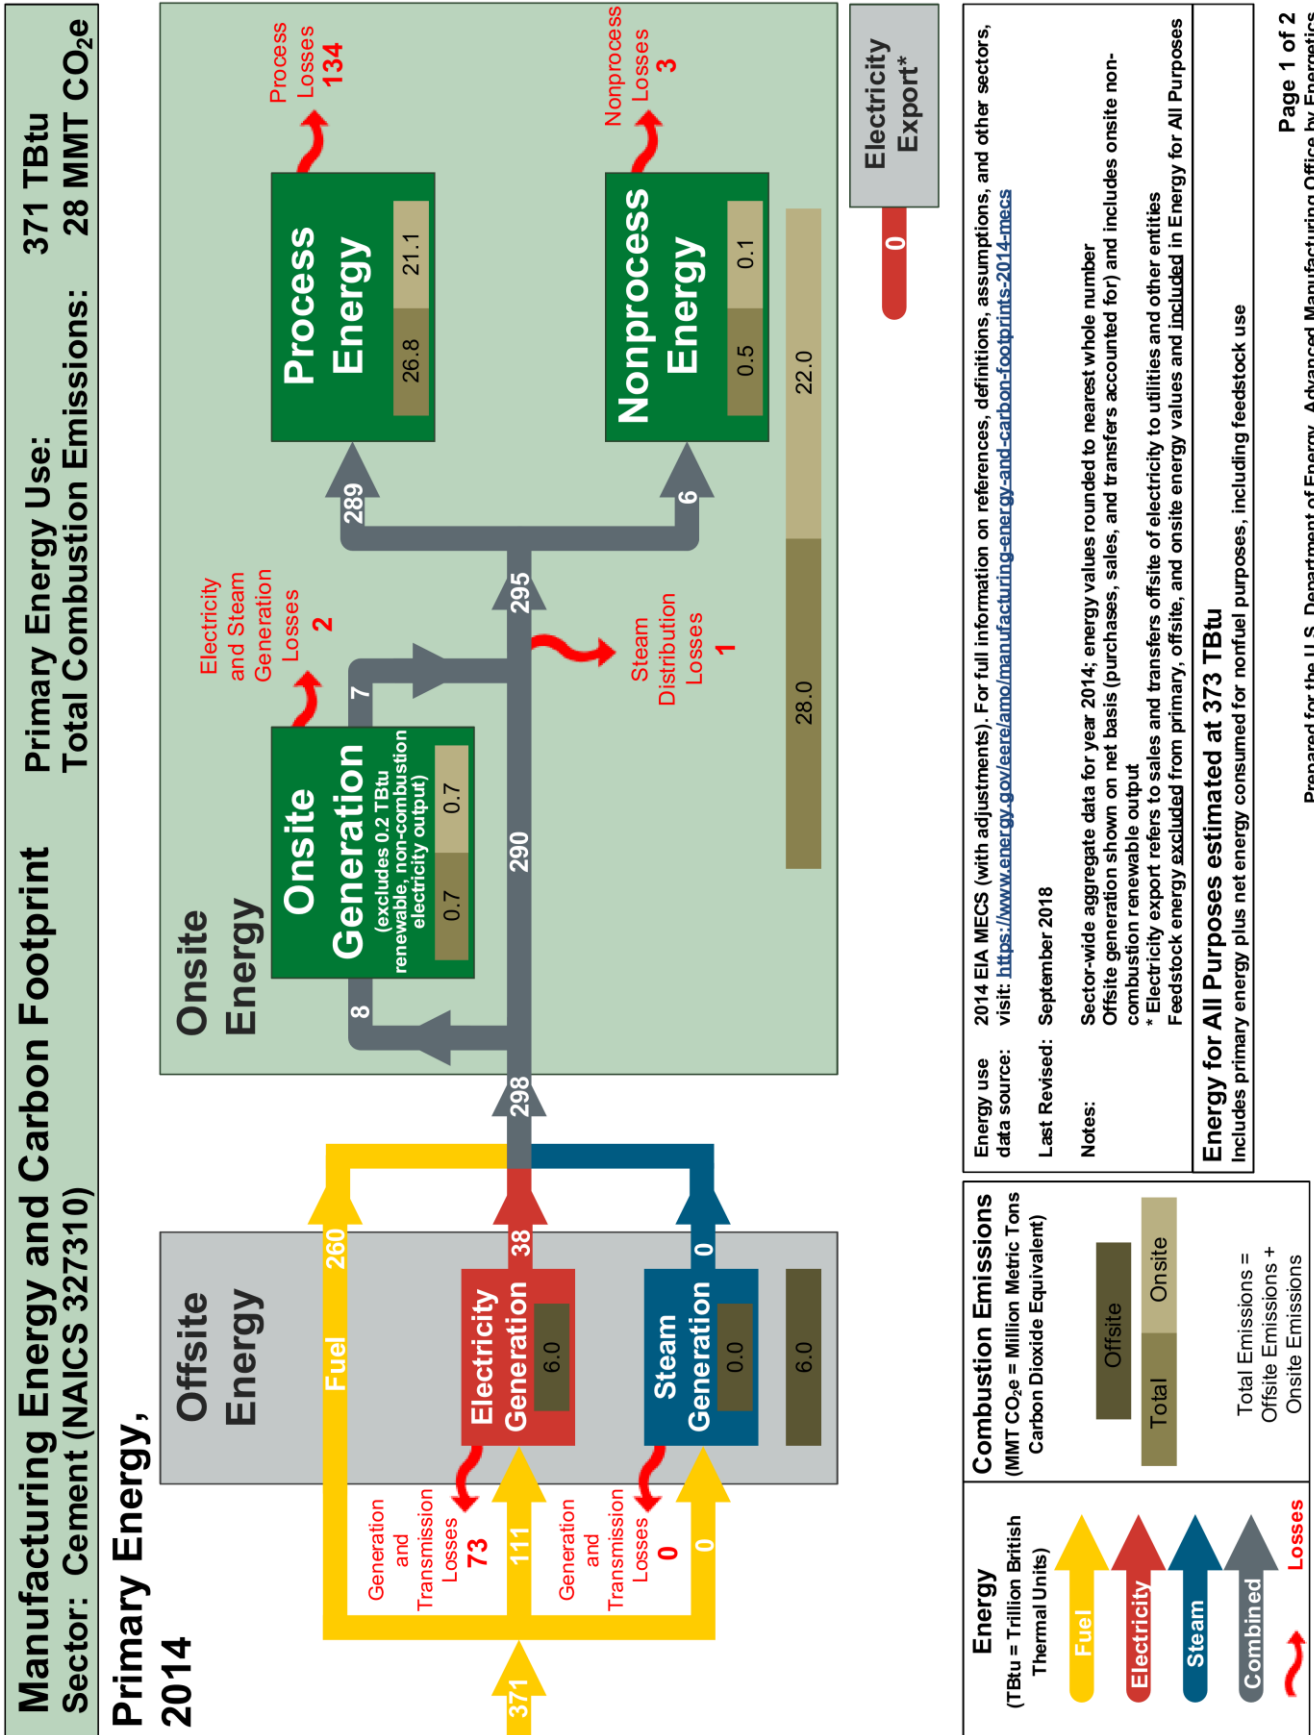 Manufacturing Energy and Carbon Footprint
Sector: Cement (NAICS 327310)
Primary Energy Use: 371 TBtu
Total Combustion Emissions: 28 MMT CO₂e
Primary Energy,
2014
371
Fuel
260
111
0
Generation
and
Transmission
Losses
73
Generation
and
Transmission
Losses
0
Offsite
Energy
Electricity
Generation
6.0
38
Steam
Generation
0.0
0
6.0
298
Onsite
Energy
8
Onsite
Generation
(excludes 0.2 TBtu
renewable, non-combustion
electricity output)
0.7 0.7
Electricity
and Steam
Generation
Losses
2
7
290
295
Steam
Distribution
Losses
1
289
6
Process
Energy
26.8 21.1
Process
Losses
134
Nonprocess
Energy
0.5 0.1
Nonprocess
Losses
3
28.0 22.0
0
Electricity
Export*
Energy
(TBtu = Trillion British
Thermal Units)
Fuel
Electricity
Steam
Combined
Losses
Combustion Emissions
(MMT CO₂e = Million Metric Tons
Carbon Dioxide Equivalent)
Offsite
Total Onsite
Total Emissions =
Offsite Emissions +
Onsite Emissions
Energy use 2014 EIA MECS (with adjustments). For full information on references, definitions, assumptions, and other sectors,
data source: visit: https://www.energy.gov/eere/amo/manufacturing-energy-and-carbon-footprints-2014-mecs
Last Revised: September 2018
Notes: Sector-wide aggregate data for year 2014; energy values rounded to nearest whole number
Offsite generation shown on net basis (purchases, sales, and transfers accounted for) and includes onsite non-
combustion renewable output
* Electricity export refers to sales and transfers offsite of electricity to utilities and other entities
Feedstock energy excluded from primary, offsite, and onsite energy values and included in Energy for All Purposes
Energy for All Purposes estimated at 373 TBtu
Includes primary energy plus net energy consumed for nonfuel purposes, including feedstock use
Page 1 of 2
Prepared for the U.S. Department of Energy, Advanced Manufacturing Office by Energetics